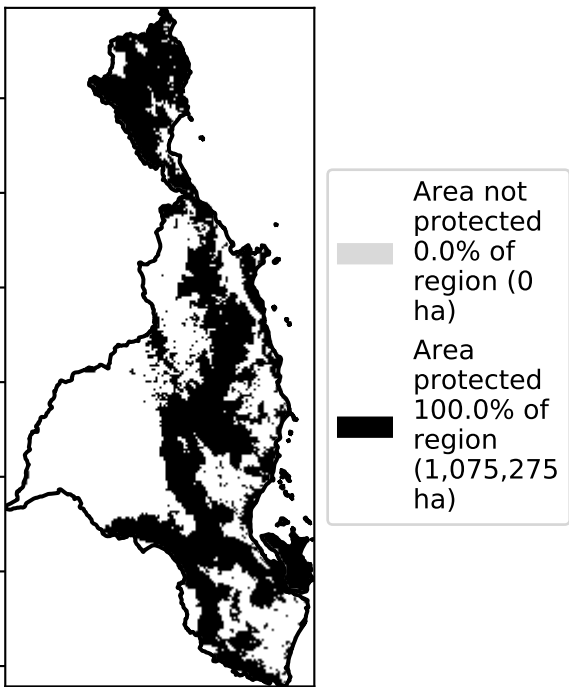 Area not
protected
0.0% of
region (0
ha)
Area
protected
100.0% of
region
(1,075,275
ha)